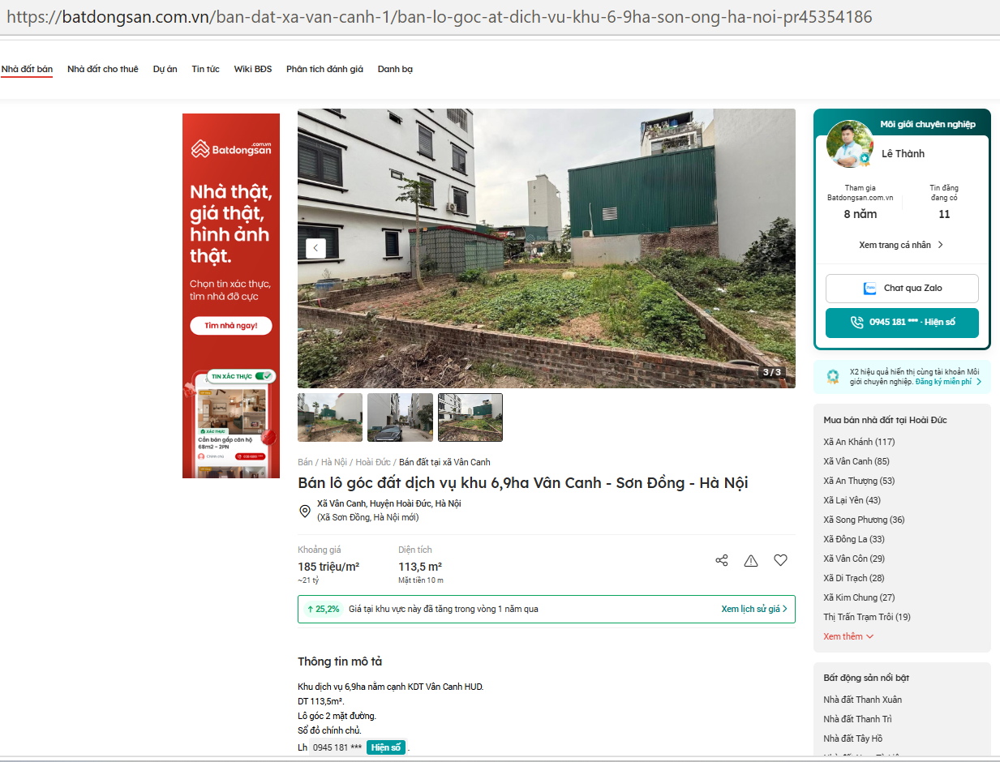 https://batdongsan.com.vn/ban-dat-xa-van-canh-1/ban-lo-goc-at-dich-vu-khu-6-9ha-son-ong-ha-noi-pr45354186
Nhà đất bán Nhà đất cho thuê Dự án Tin tức Wiki BĐS Phân tích đánh giá Danh bạ
Batdongsan.com.vn
Nhà thật,
giá thật,
hình ảnh
thật.
Chọn tin xác thực,
tìm nhà đỡ cực
Tìm nhà ngay!
TIN XÁC THỰC
XÁC THỰC
Căn bán gấp căn hộ
68m2 - 2PN
3 / 3
Bán / Hà Nội / Hoài Đức / Bán đất tại xã Vân Canh
Bán lô góc đất dịch vụ khu 6,9ha Vân Canh - Sơn Đồng - Hà Nội
Xã Vân Canh, Huyện Hoài Đức, Hà Nội
(Xã Sơn Đồng, Hà Nội mới)
Khoảng giá
185 triệu/m²
~21 tỷ
Diện tích
113,5 m²
Mặt tiền 10 m
25,2% Giá tại khu vực này đã tăng trong vòng 1 năm qua Xem lịch sử giá
Thông tin mô tả
Khu dịch vụ 6,9ha nằm cạnh KDT Vân Canh HUD.
DT 113,5m².
Lô góc 2 mặt đường.
Sổ đỏ chính chủ.
Lh 0945 181 *** Hiện số .
Môi giới chuyên nghiệp
Lê Thành
Tham gia
Batdongsan.com.vn
8 năm
Tin đăng
đang có
11
Xem trang cá nhân
Chat qua Zalo
0945 181 *** · Hiện số
X2 hiệu quả hiển thị cùng tài khoản Môi
giới chuyên nghiệp. Đăng ký miễn phí
Mua bán nhà đất tại Hoài Đức
Xã An Khánh (117)
Xã Vân Canh (85)
Xã An Thượng (53)
Xã Lại Yên (43)
Xã Song Phương (36)
Xã Đông La (33)
Xã Vân Côn (29)
Xã Di Trạch (28)
Xã Kim Chung (27)
Thị Trấn Trạm Trôi (19)
Xem thêm
Bất động sản nổi bật
Nhà đất Thanh Xuân
Nhà đất Thanh Trì
Nhà đất Tây Hồ